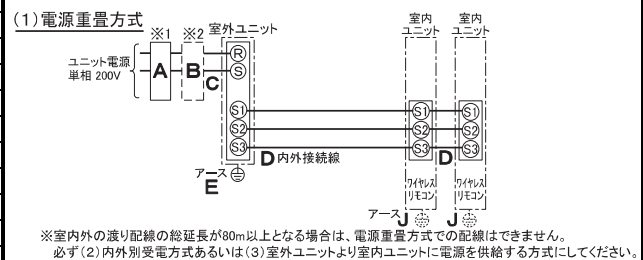 (1)電源重畳方式
※1 ※2 室外ユニット 室内ユニット 室内ユニット
ユニット電源
単相 200V
A B C
R
S
S1 S1 S1
S2 S2 S2
S3 S3 S3
D 内外接続線 D
アース
E
ワイヤレスリモコン ワイヤレスリモコン
アース J J
※室内外の渡り配線の総延長が80m以上となる場合は、電源重畳方式での配線はできません。
必ず(2)内外別受電方式あるいは(3)室外ユニットより室内ユニットに電源を供給する方式にしてください。